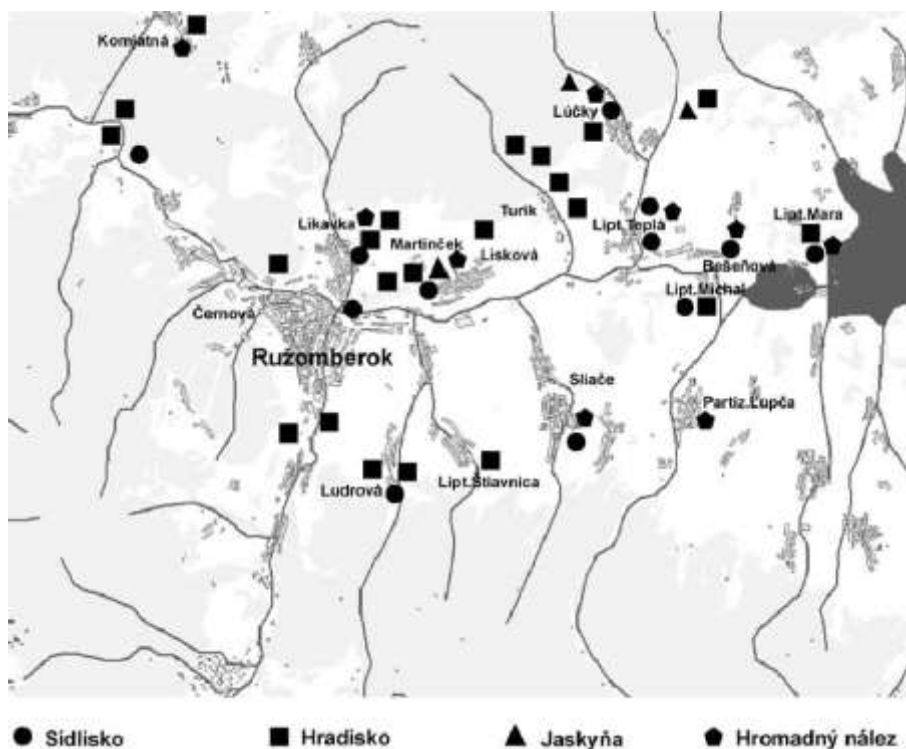 Komjatná
Lúčky
Turík
Likavka
Lipt.Teplá
Lipt.Mara
Martinček
Lisková
Bešeňová
Lipt.Michal
Černová
Ružomberok
Sliače
Partiz.Ľupča
Ludrová
Lipt.Štiavnica
Sídlisko
Hradisko
Jaskyňa
Hromadný nález